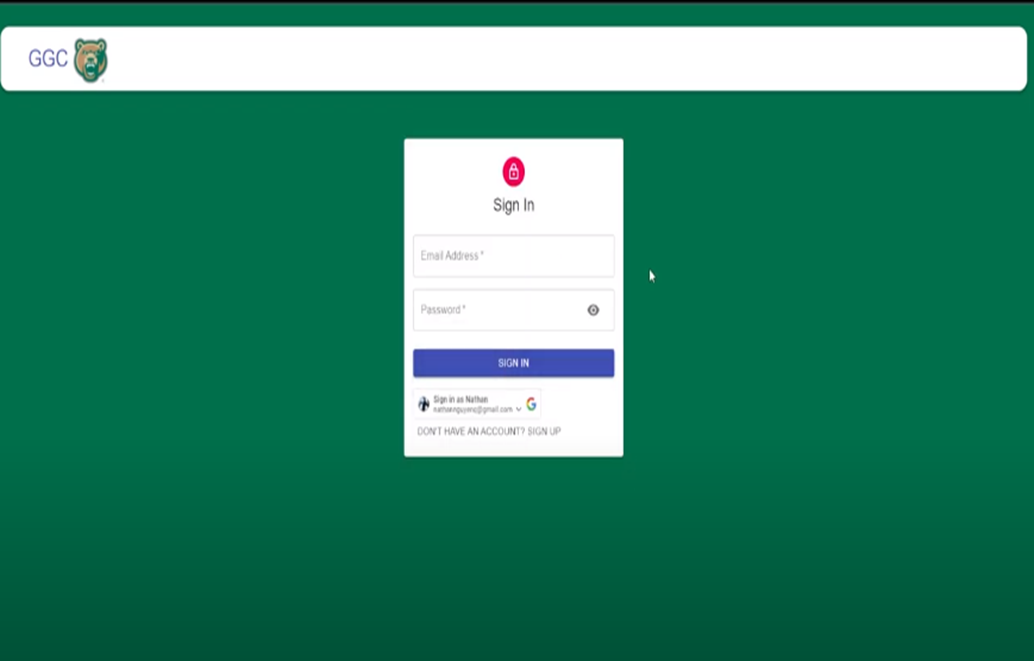 GGC
Sign In
Email Address *
Password *
SIGN IN
Sign in as Nathan
DON'T HAVE AN ACCOUNT? SIGN UP